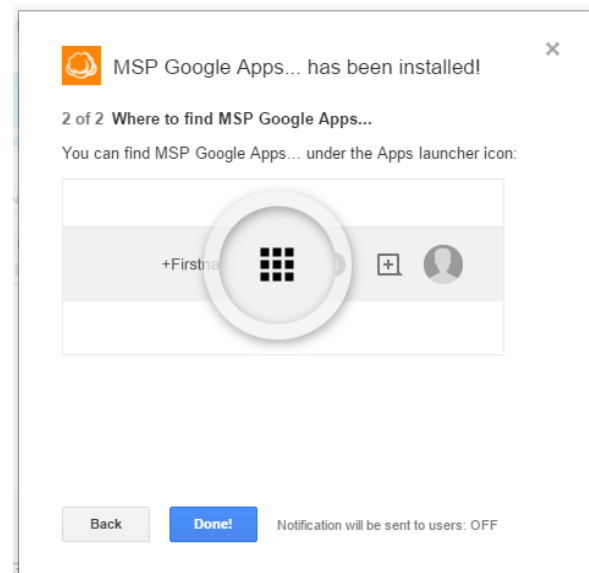 MSP Google Apps... has been installed!
2 of 2 Where to find MSP Google Apps...
You can find MSP Google Apps... under the Apps launcher icon:
+Firstna
Back
Done!
Notification will be sent to users: OFF